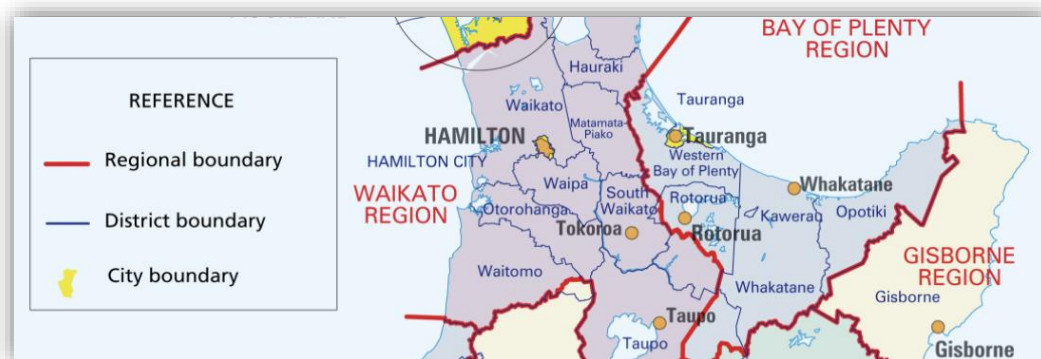 REFERENCE
Regional boundary
District boundary
City boundary
BAY OF PLENTY
REGION
Hauraki
Waikato
Tauranga
Matamata-
Piako
HAMILTON
Tauranga
HAMILTON CITY
Western
Bay of Plenty
Waipa
WAIKATO
REGION
South
Waikato
Rotorua
Whakatane
Otorohanga
Kawerau
Opotiki
Tokoroa
Rotorua
Waitomo
GISBORNE
REGION
Whakatane
Gisborne
Taupo
Taupo
Gisborne